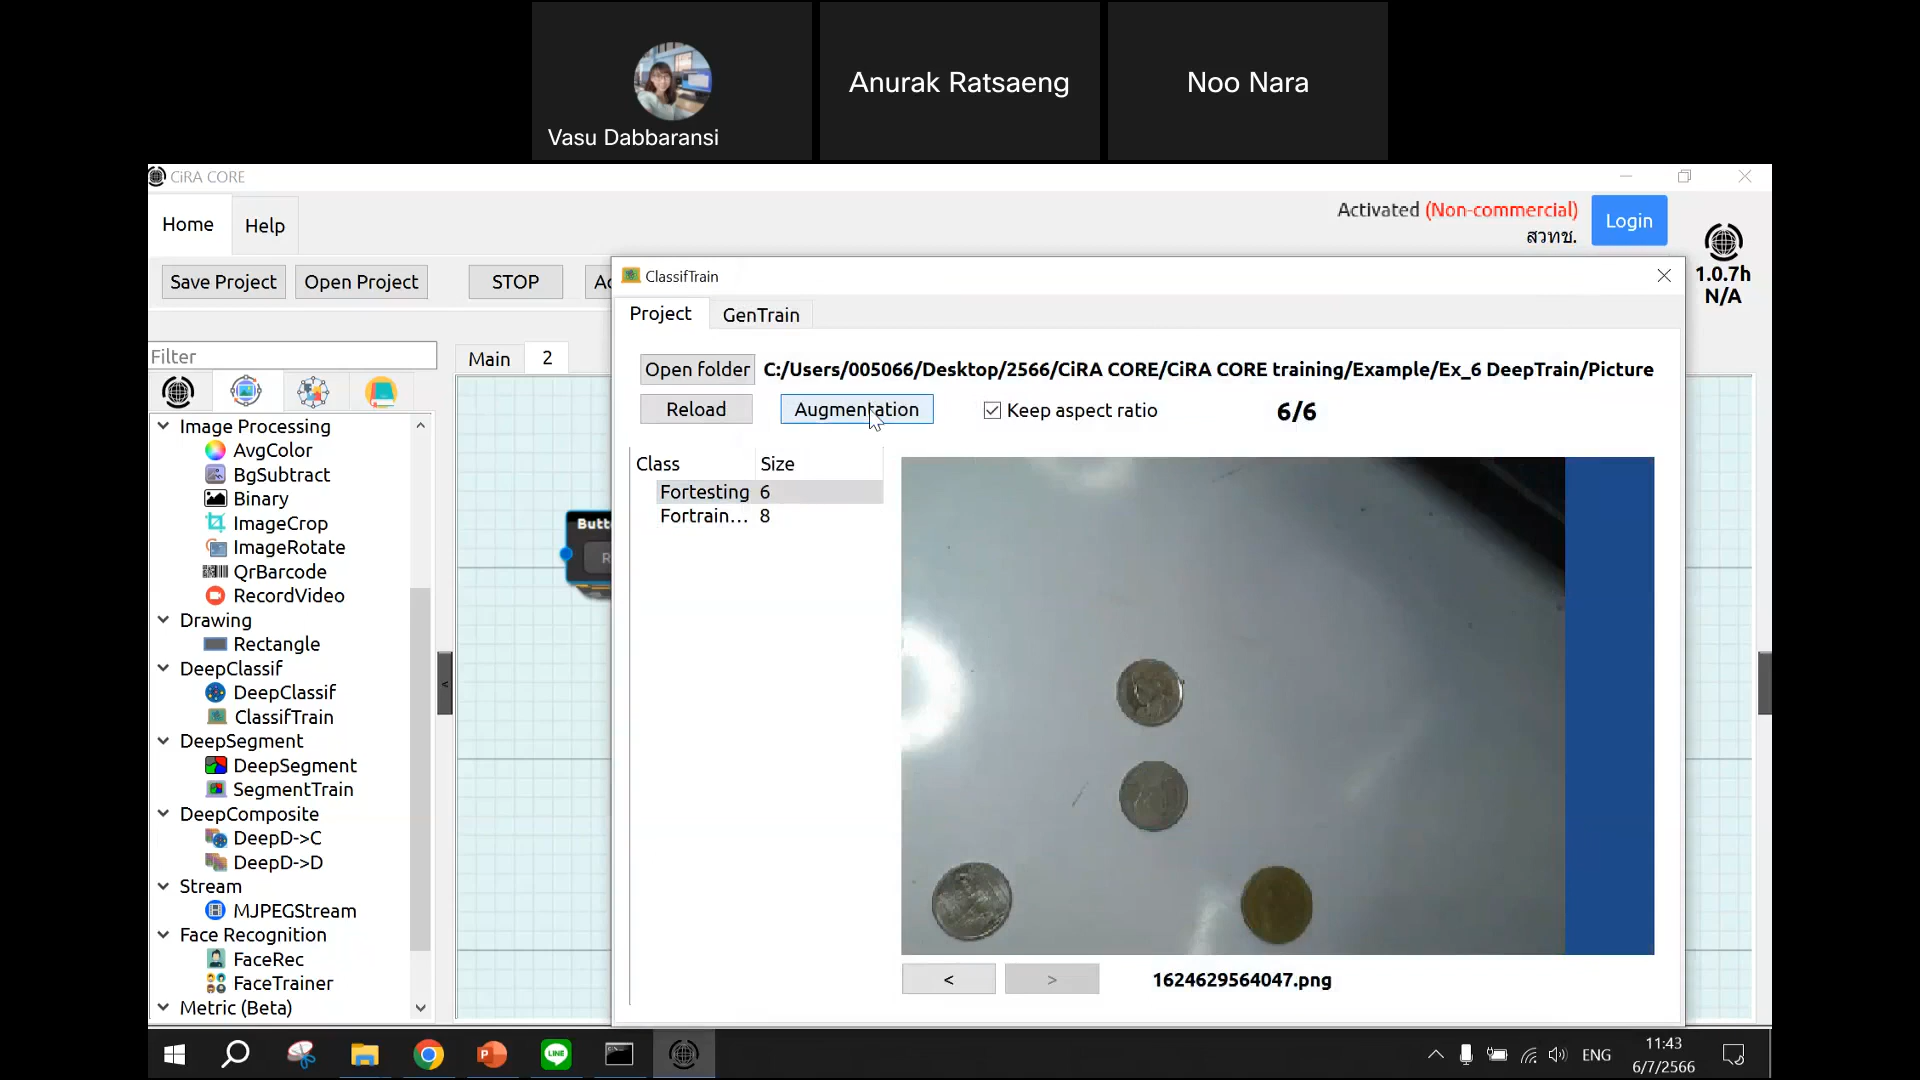 Vasu Dabbaransi
Anurak Ratsaeng
Noo Nara
CiRA CORE
Home
Help
Activated (Non-commercial)
สวทช.
Login
1.0.7h
N/A
Save Project
Open Project
STOP
ClassifTrain
Project
GenTrain
Filter
Main
2
Open folder
C:/Users/005066/Desktop/2566/CiRA CORE/CiRA CORE training/Example/Ex_6 DeepTrain/Picture
Reload
Augmentation
Keep aspect ratio
6/6
Class
Size
Fortesting 6
Fortrain... 8
Image Processing
AvgColor
BgSubtract
Binary
ImageCrop
ImageRotate
QrBarcode
RecordVideo
Drawing
Rectangle
DeepClassif
DeepClassif
ClassifTrain
DeepSegment
DeepSegment
SegmentTrain
DeepComposite
DeepD->C
DeepD->D
Stream
MJPEGStream
Face Recognition
FaceRec
FaceTrainer
Metric (Beta)
<
<
>
1624629564047.png
LINE
ENG
11:43
6/7/2566